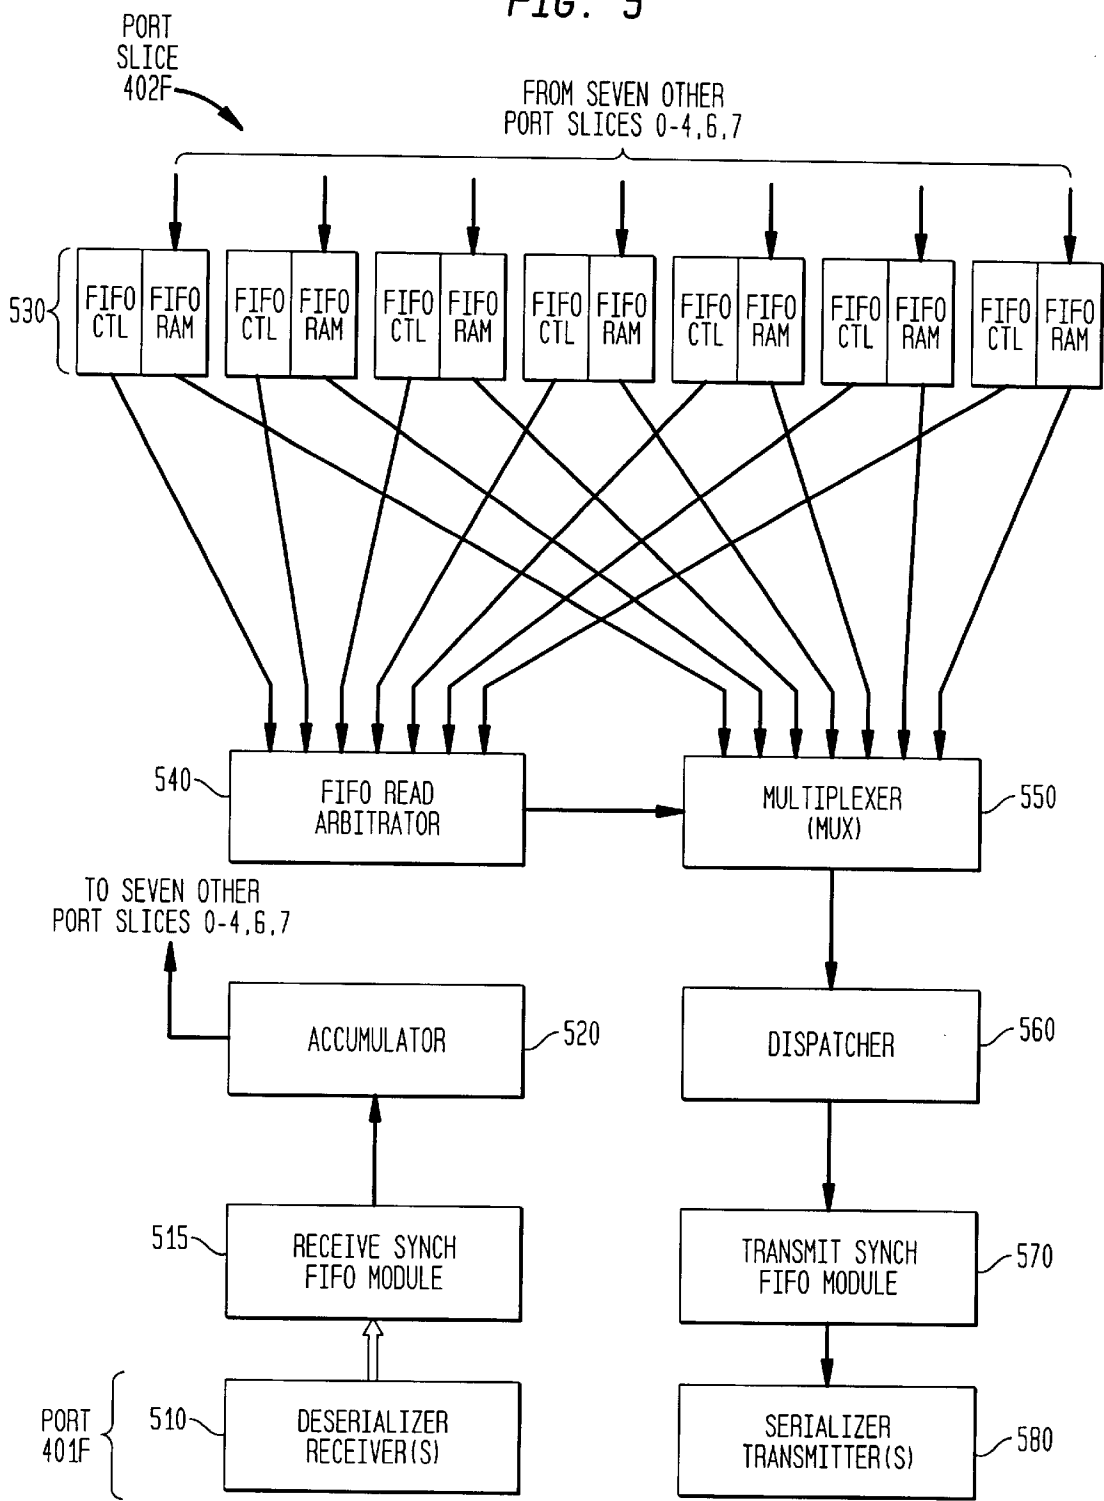 FIG. 5
PORT
SLICE
402F
FROM SEVEN OTHER
PORT SLICES 0-4,6,7
530
FIFO
CTL
FIFO
RAM
FIFO
CTL
FIFO
RAM
FIFO
CTL
FIFO
RAM
FIFO
CTL
FIFO
RAM
FIFO
CTL
FIFO
RAM
FIFO
CTL
FIFO
RAM
FIFO
CTL
FIFO
RAM
540
FIFO READ
ARBITRATOR
MULTIPLEXER
(MUX)
550
TO SEVEN OTHER
PORT SLICES 0-4,6,7
ACCUMULATOR
520
DISPATCHER
560
515
RECEIVE SYNCH
FIFO MODULE
TRANSMIT SYNCH
FIFO MODULE
570
PORT
401F
510
DESERIALIZER
RECEIVER(S)
SERIALIZER
TRANSMITTER(S)
580